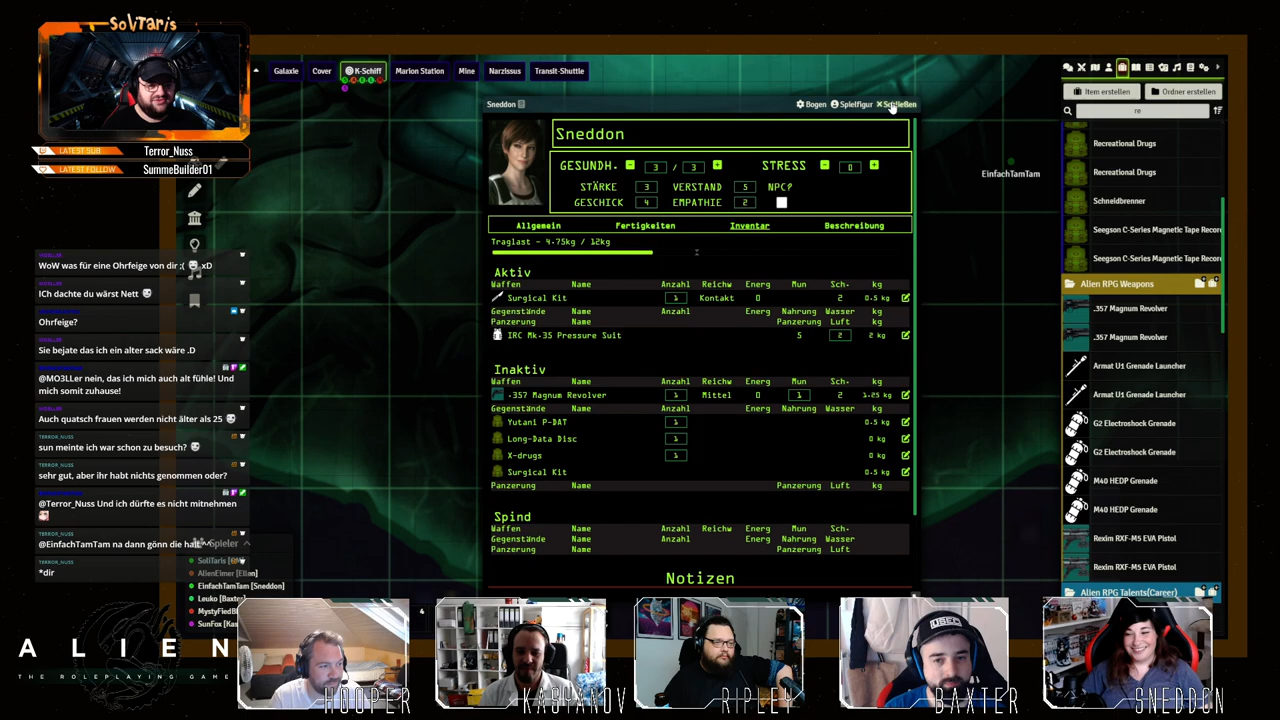 SolTaris
LATEST SUB
Terror_Nuss
LATEST FOLLOW
SummeBuilder01
Galaxie
Cover
K-Schiff
Marion Station
Mine
Narzissus
Transit-Shuttle
Sneddon
Bogen
Spielfigur
Schließen
Sneddon
GESUNDH.
3 / 3
STRESS
0
STÄRKE 3 VERSTAND 5 NPC?
GESCHICK 4 EMPATHIE 2
Allgemein Fertigkeiten Inventar Beschreibung
Traglast - 4.75kg / 12kg
Aktiv
Waffen Name Anzahl Reichw Energ Mun Sch. kg
Surgical Kit 1 Kontakt 0 2 0.5 kg
Gegenstände Name Anzahl Energ Nahrung Wasser kg
Panzerung Name Panzerung Luft kg
IRC Mk.35 Pressure Suit 5 2 2 kg
Inaktiv
Waffen Name Anzahl Reichw Energ Mun Sch. kg
.357 Magnum Revolver 1 Mittel 0 1 2 1.25 kg
Gegenstände Name Anzahl Energ Nahrung Wasser kg
Yutani P-DAT 1 0.5 kg
Long-Data Disc 1 0 kg
X-drugs 1 0 kg
Surgical Kit 0.5 kg
Panzerung Name Panzerung Luft kg
Spind
Waffen Name Anzahl Reichw Energ Mun Sch. kg
Gegenstände Name Anzahl Energ Nahrung Wasser kg
Panzerung Name Panzerung Luft kg
Notizen
EinfachTamTam
Item erstellen
Ordner erstellen
re
Recreational Drugs
Recreational Drugs
Schneidbrenner
Seegson C-Series Magnetic Tape Recor
Seegson C-Series Magnetic Tape Recor
Alien RPG Weapons
.357 Magnum Revolver
.357 Magnum Revolver
Armat U1 Grenade Launcher
Armat U1 Grenade Launcher
G2 Electroshock Grenade
G2 Electroshock Grenade
M40 HEDP Grenade
M40 HEDP Grenade
Rexim RXF-M5 EVA Pistol
Rexim RXF-M5 EVA Pistol
Alien RPG Talents(Career)
WoW was für eine Ohrfeige von dir ;( xD
ICh dachte du wärst Nett
Ohrfeige?
Sie bejate das ich ein alter sack wäre .D
@MO3LLer nein, das ich mich auch alt fühle! Und
mich somit zuhause!
Auch quatsch frauen werden nicht älter als 25
TERROR_NUSS
sun meinte ich war schon zu besuch?
TERROR_NUSS
sehr gut, aber ihr habt nichts genommen oder?
@Terror_Nuss Und ich dürfte es nicht mitnehmen
TERROR_NUSS
@EinfachTamTam na dann gönn die halt^^
TERROR_NUSS
*dir
Spieler
SolTaris
AlienEimer [Ellen]
EinfachTamTam [Sneddon]
Leuko [Baxter]
SunFox
4
ALIEN
THE ROLEPLAYING GAME
HOOPER
KASYANOV
RIPLEY
USEC
BAXTER
SNEDDON